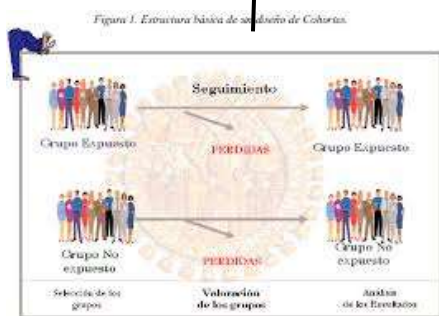 Figura 1. Estructura básica de un diseño de Cohortes.
Seguimiento
Grupo Expuesto
PERDIDAS
Grupo Expuesto
Grupo No
expuesto
PERDIDAS
Grupo No
expuesto
Selección de los
grupos
Valoración
de los grupos
Análisis
de los Resultados